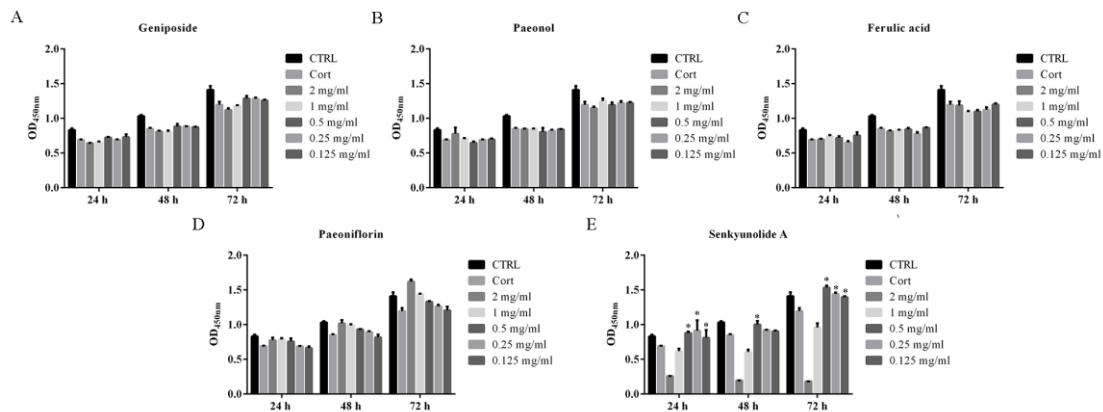 A
Geniposide
OD450nm
2.0
1.5
1.0
0.5
0.0
24 h 48 h 72 h
CTRL
Cort
2 mg/ml
1 mg/ml
0.5 mg/ml
0.25 mg/ml
0.125 mg/ml
B
Paeonol
OD450nm
2.0
1.5
1.0
0.5
0.0
24 h 48 h 72 h
CTRL
Cort
2 mg/ml
1 mg/ml
0.5 mg/ml
0.25 mg/ml
0.125 mg/ml
C
Ferulic acid
OD450nm
2.0
1.5
1.0
0.5
0.0
24 h 48 h 72 h
CTRL
Cort
2 mg/ml
1 mg/ml
0.5 mg/ml
0.25 mg/ml
0.125 mg/ml
D
Paeoniflorin
OD450nm
2.0
1.5
1.0
0.5
0.0
24 h 48 h 72 h
CTRL
Cort
2 mg/ml
1 mg/ml
0.5 mg/ml
0.25 mg/ml
0.125 mg/ml
E
Senkyunolide A
OD450nm
2.0
1.5
1.0
0.5
0.0
* * * * * * *
24 h 48 h 72 h
CTRL
Cort
2 mg/ml
1 mg/ml
0.5 mg/ml
0.25 mg/ml
0.125 mg/ml